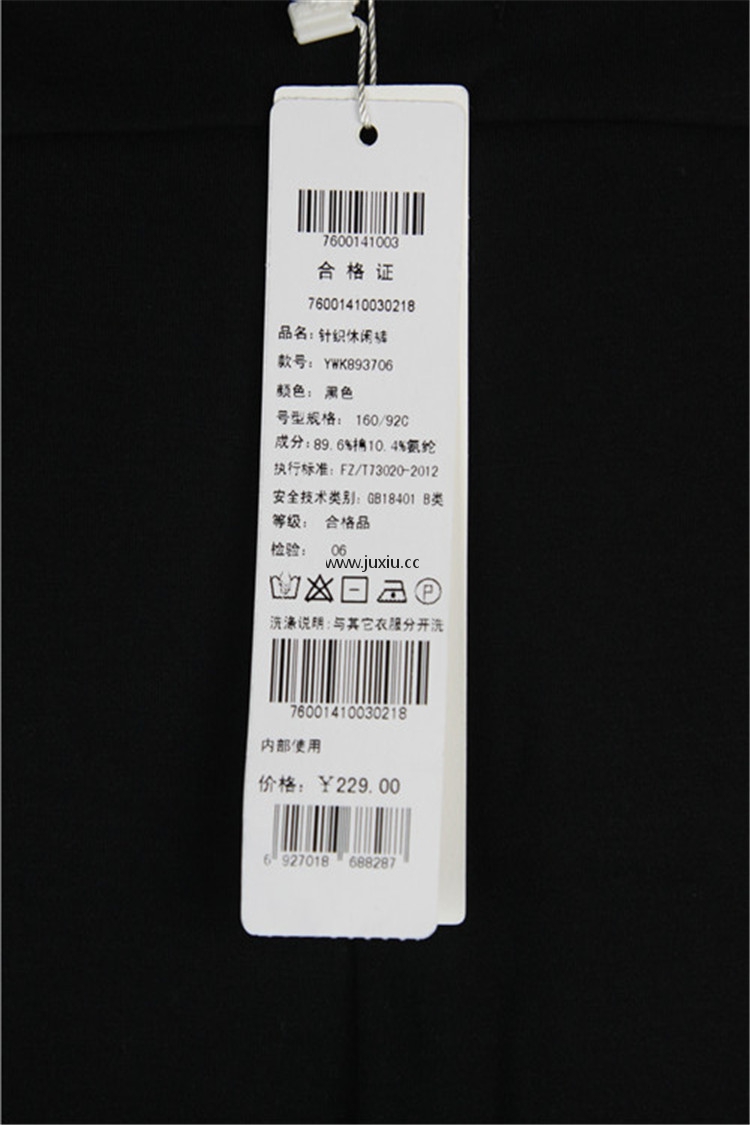 7600141003
合格证
76001410030218
品名: 针织休闲裤
款号: YWK893706
颜色: 黑色
号型规格: 160/92C
成分: 89.6%棉10.4%氨纶
执行标准: FZ/T73020-2012
安全技术类别: GB18401 B类
等级: 合格品
检验: 06
www.juxiu.cc
P
洗涤说明:与其它衣服分开洗
76001410030218
内部使用
价格: ￥229.00
6 927018 688287